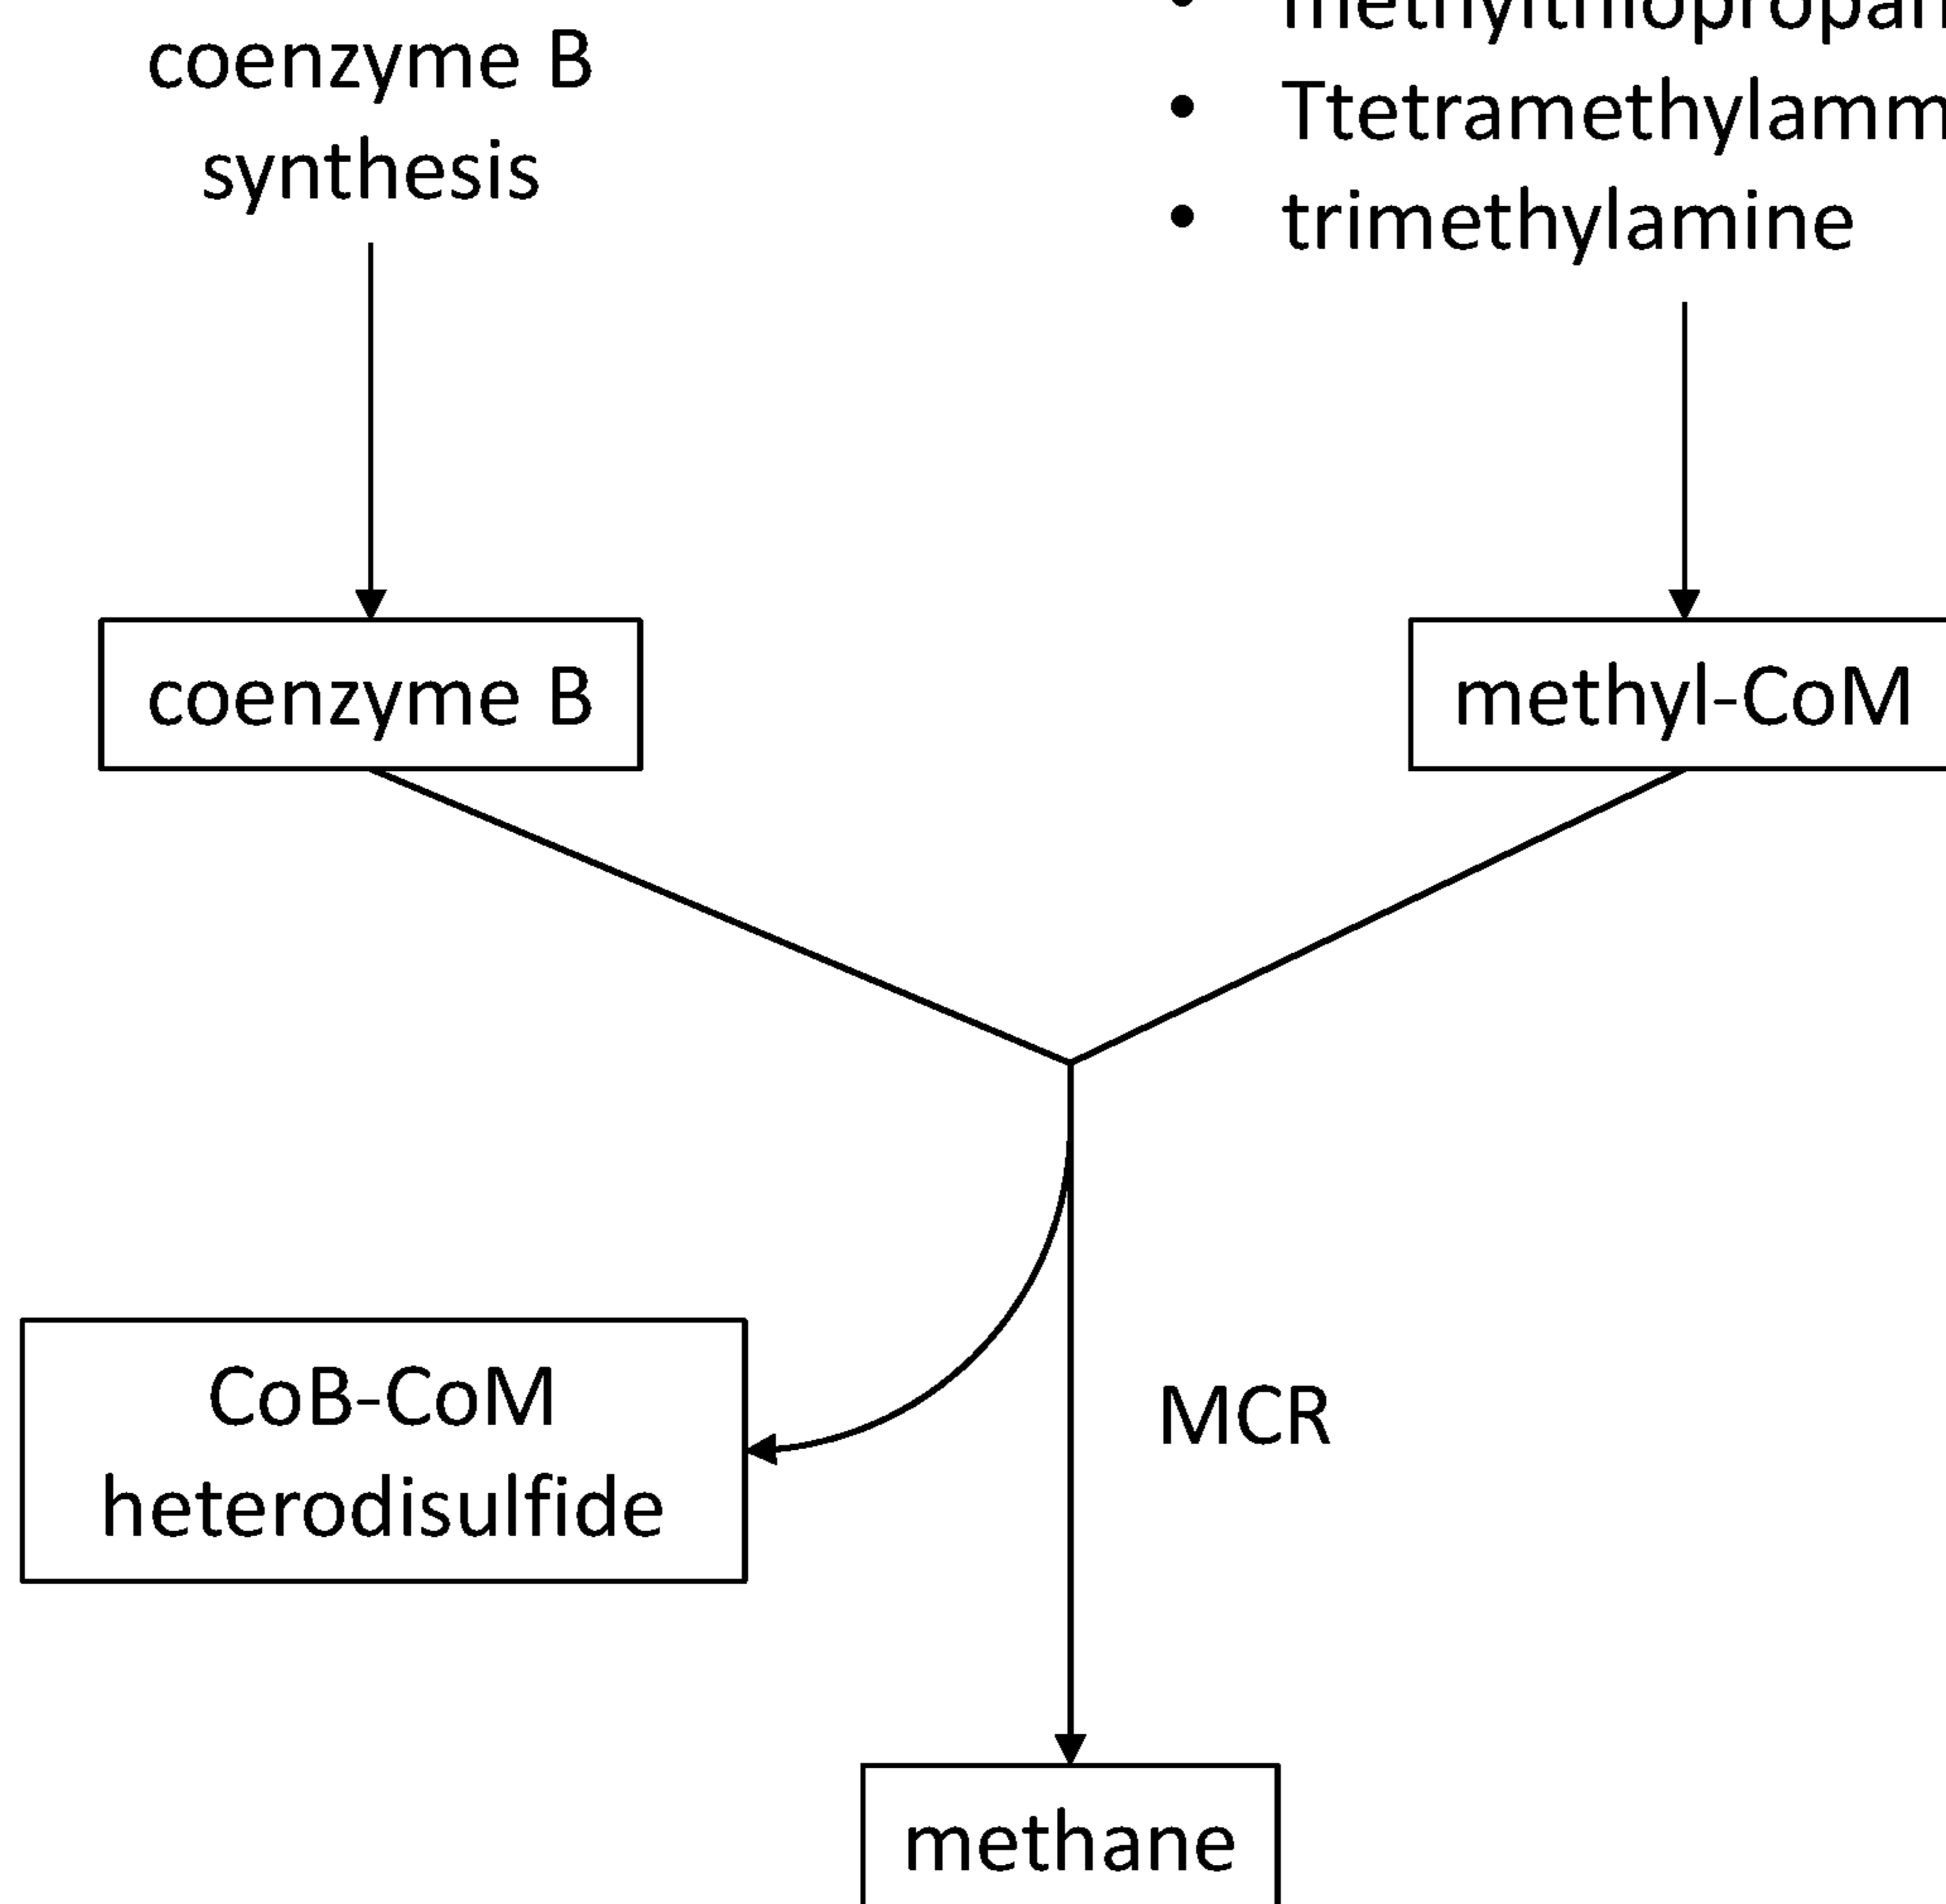 coenzyme B
synthesis
• Ttetramethylamm
• trimethylamine
coenzyme B
methyl-CoM
CoB-CoM
heterodisulfide
MCR
methane